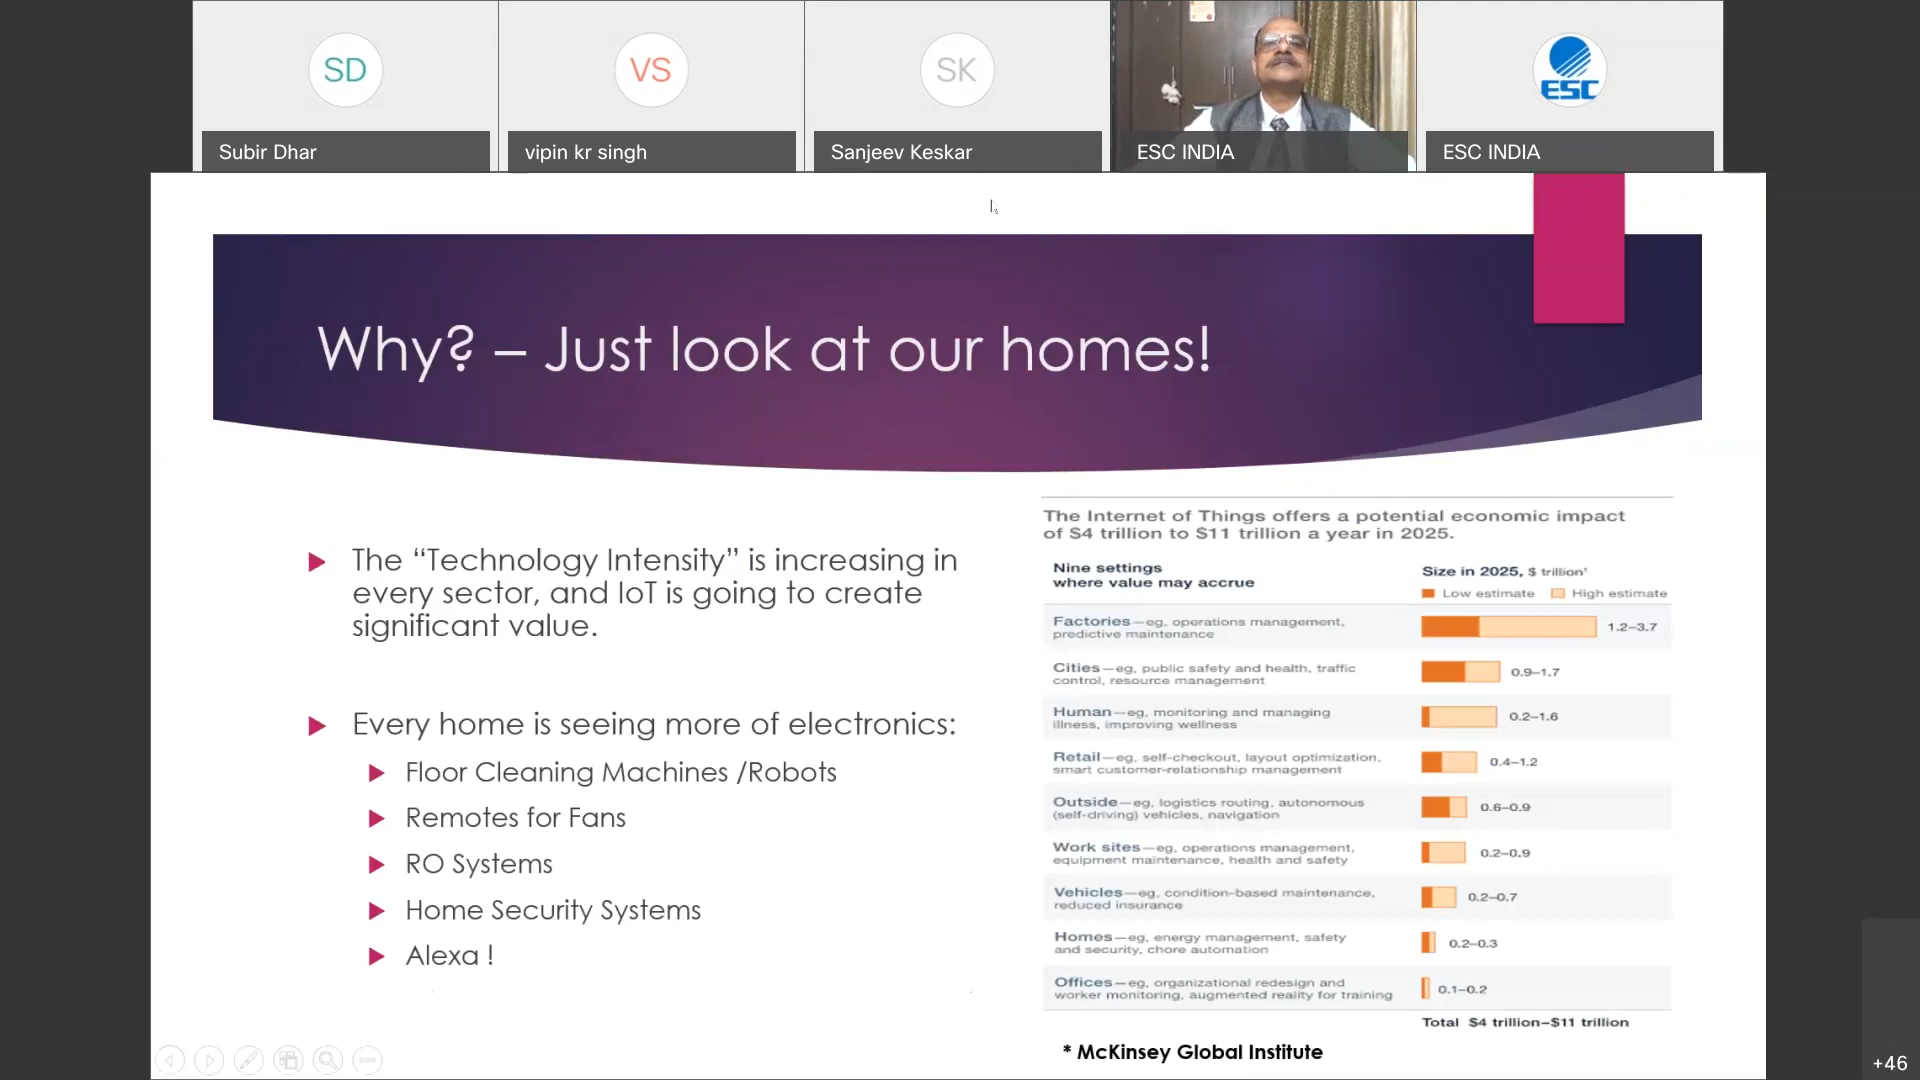 SD
VS
SK
ESC
Subir Dhar
vipin kr singh
Sanjeev Keskar
ESC INDIA
ESC INDIA
Why? – Just look at our homes!
The “Technology Intensity” is increasing in
every sector, and IoT is going to create
significant value.
Every home is seeing more of electronics:
Floor Cleaning Machines /Robots
Remotes for Fans
RO Systems
Home Security Systems
Alexa !
The Internet of Things offers a potential economic impact
of $4 trillion to $11 trillion a year in 2025.
Nine settings
where value may accrue
Size in 2025, $ trillion¹
Low estimate High estimate
Factories—eg, operations management,
predictive maintenance
1.2–3.7
Cities—eg, public safety and health, traffic
control, resource management
0.9–1.7
Human—eg, monitoring and managing
illness, improving wellness
0.2–1.6
Retail—eg, self-checkout, layout optimization,
smart customer-relationship management
0.4–1.2
Outside—eg, logistics routing, autonomous
(self-driving) vehicles, navigation
0.6–0.9
Work sites—eg, operations management,
equipment maintenance, health and safety
0.2–0.9
Vehicles—eg, condition-based maintenance,
reduced insurance
0.2–0.7
Homes—eg, energy management, safety
and security, chore automation
0.2–0.3
Offices—eg, organizational redesign and
worker monitoring, augmented reality for training
0.1–0.2
Total $4 trillion–$11 trillion
* McKinsey Global Institute
+46